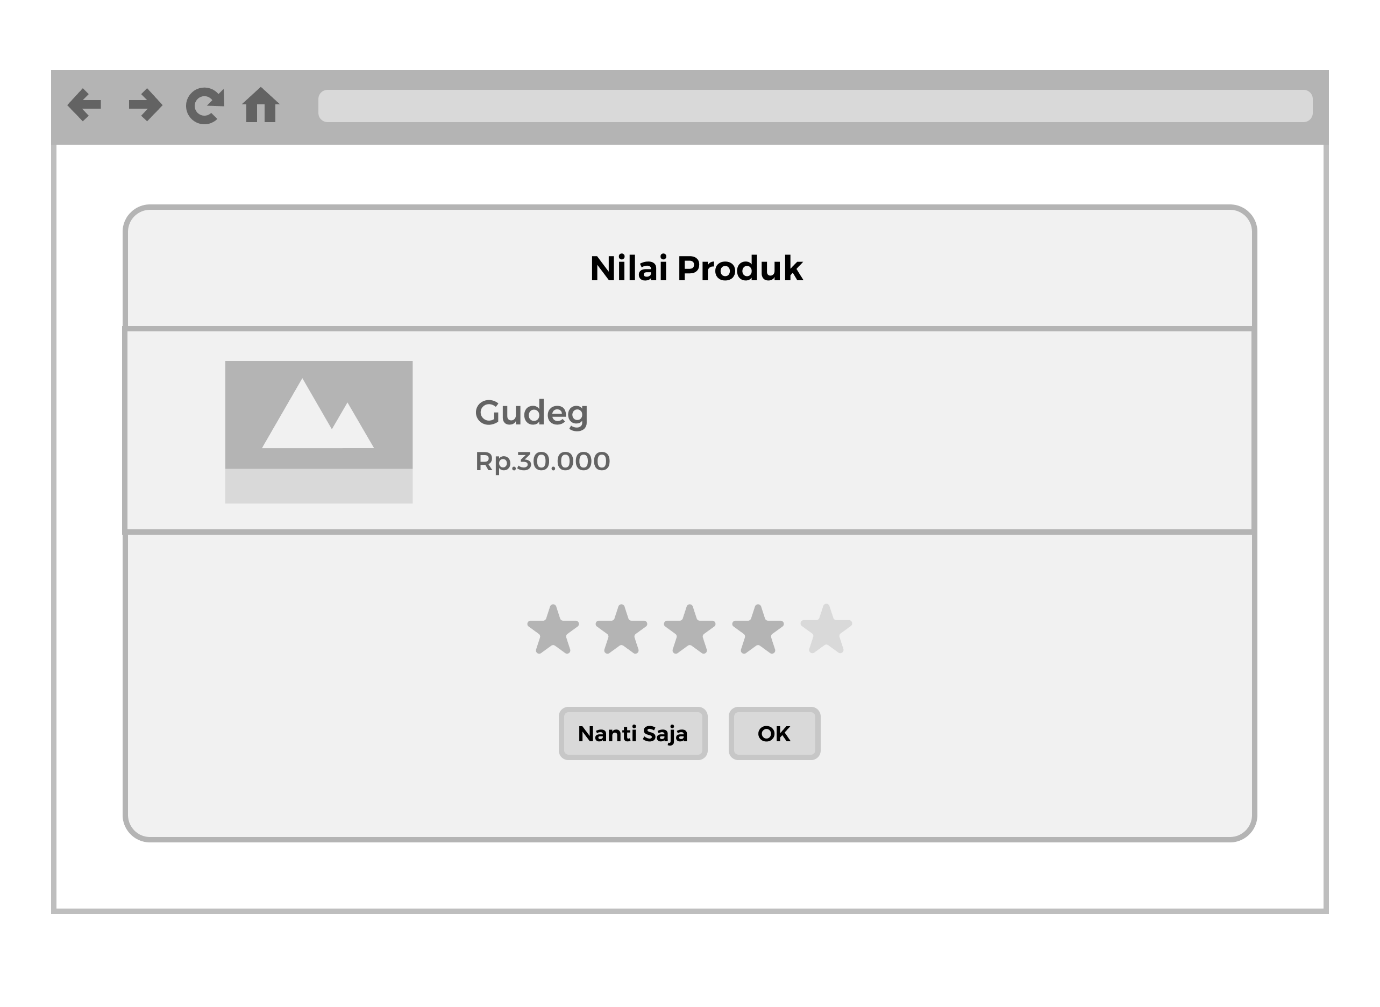 Nilai Produk
Gudeg
Rp.30.000
Nanti Saja
OK